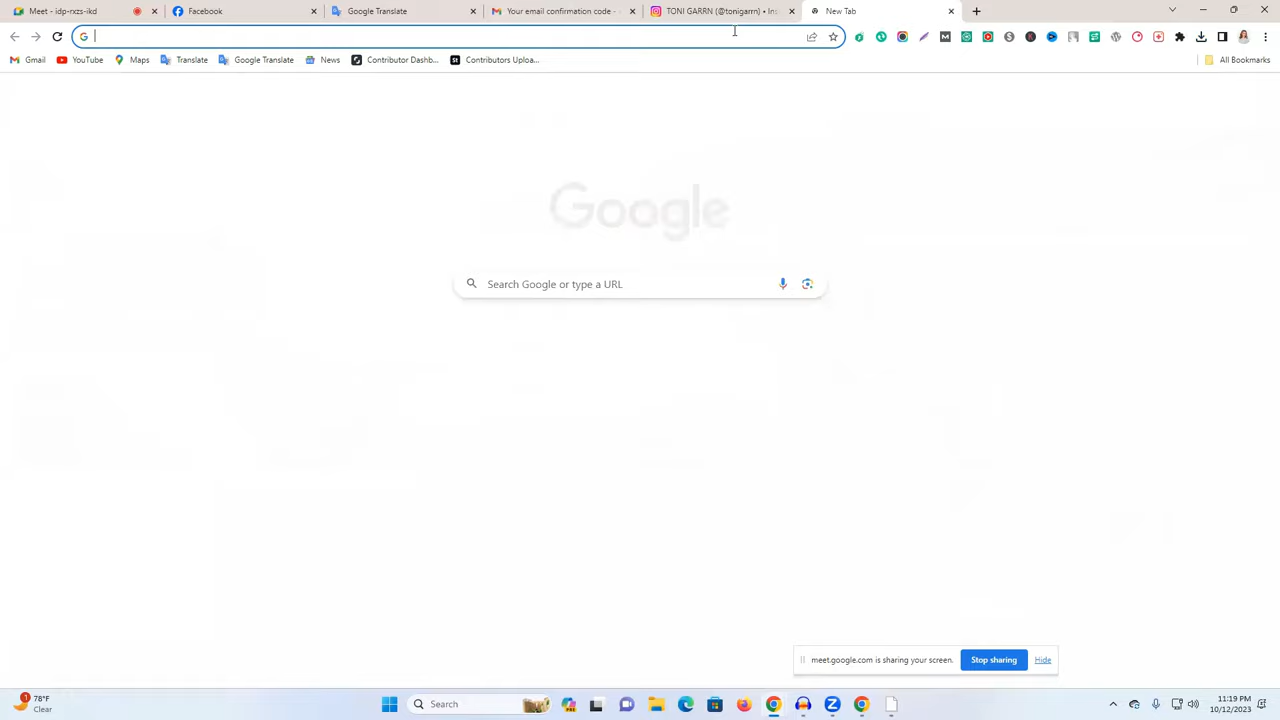 Meet - idp-rxzs-ikd
Facebook
Google Translate
Your email confirmation code -
TONI GARRN (@tonigarrn) • Ins
New Tab
Gmail
YouTube
Maps
Translate
Google Translate
News
Contributor Dashb...
Contributors Uploa...
All Bookmarks
Google
Search Google or type a URL
meet.google.com is sharing your screen.
Stop sharing
Hide
78°F
Clear
Search
11:19 PM
10/12/2023